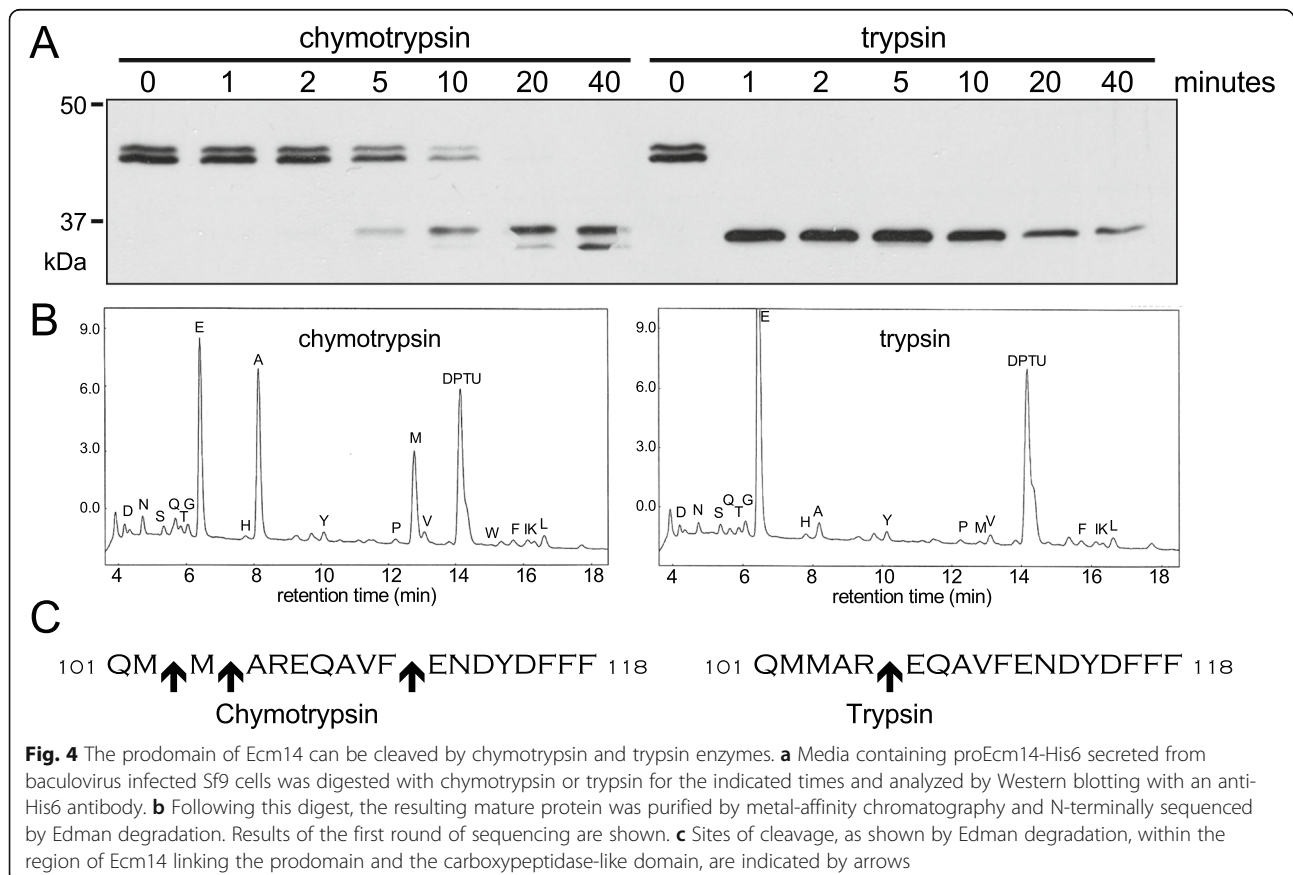 A
chymotrypsin trypsin
0 1 2 5 10 20 40 0 1 2 5 10 20 40 minutes
50
37
kDa
B
chymotrypsin
9.0
6.0
3.0
0.0
D N S Q T G E H A Y P M V DPTU W F I K L
4 6 8 10 12 14 16 18
retention time (min)
trypsin
9.0
6.0
3.0
0.0
D N S Q T G E H A Y P M V DPTU F I K L
4 6 8 10 12 14 16 18
retention time (min)
C
101 QM M AREQAVF ENDYDFFF 118 101 QMMAR EQAVFENDYDFFF 118
Chymotrypsin Trypsin
Fig. 4 The prodomain of Ecm14 can be cleaved by chymotrypsin and trypsin enzymes. a Media containing proEcm14-His6 secreted from
baculovirus infected Sf9 cells was digested with chymotrypsin or trypsin for the indicated times and analyzed by Western blotting with an anti-
His6 antibody. b Following this digest, the resulting mature protein was purified by metal-affinity chromatography and N-terminally sequenced
by Edman degradation. Results of the first round of sequencing are shown. c Sites of cleavage, as shown by Edman degradation, within the
region of Ecm14 linking the prodomain and the carboxypeptidase-like domain, are indicated by arrows